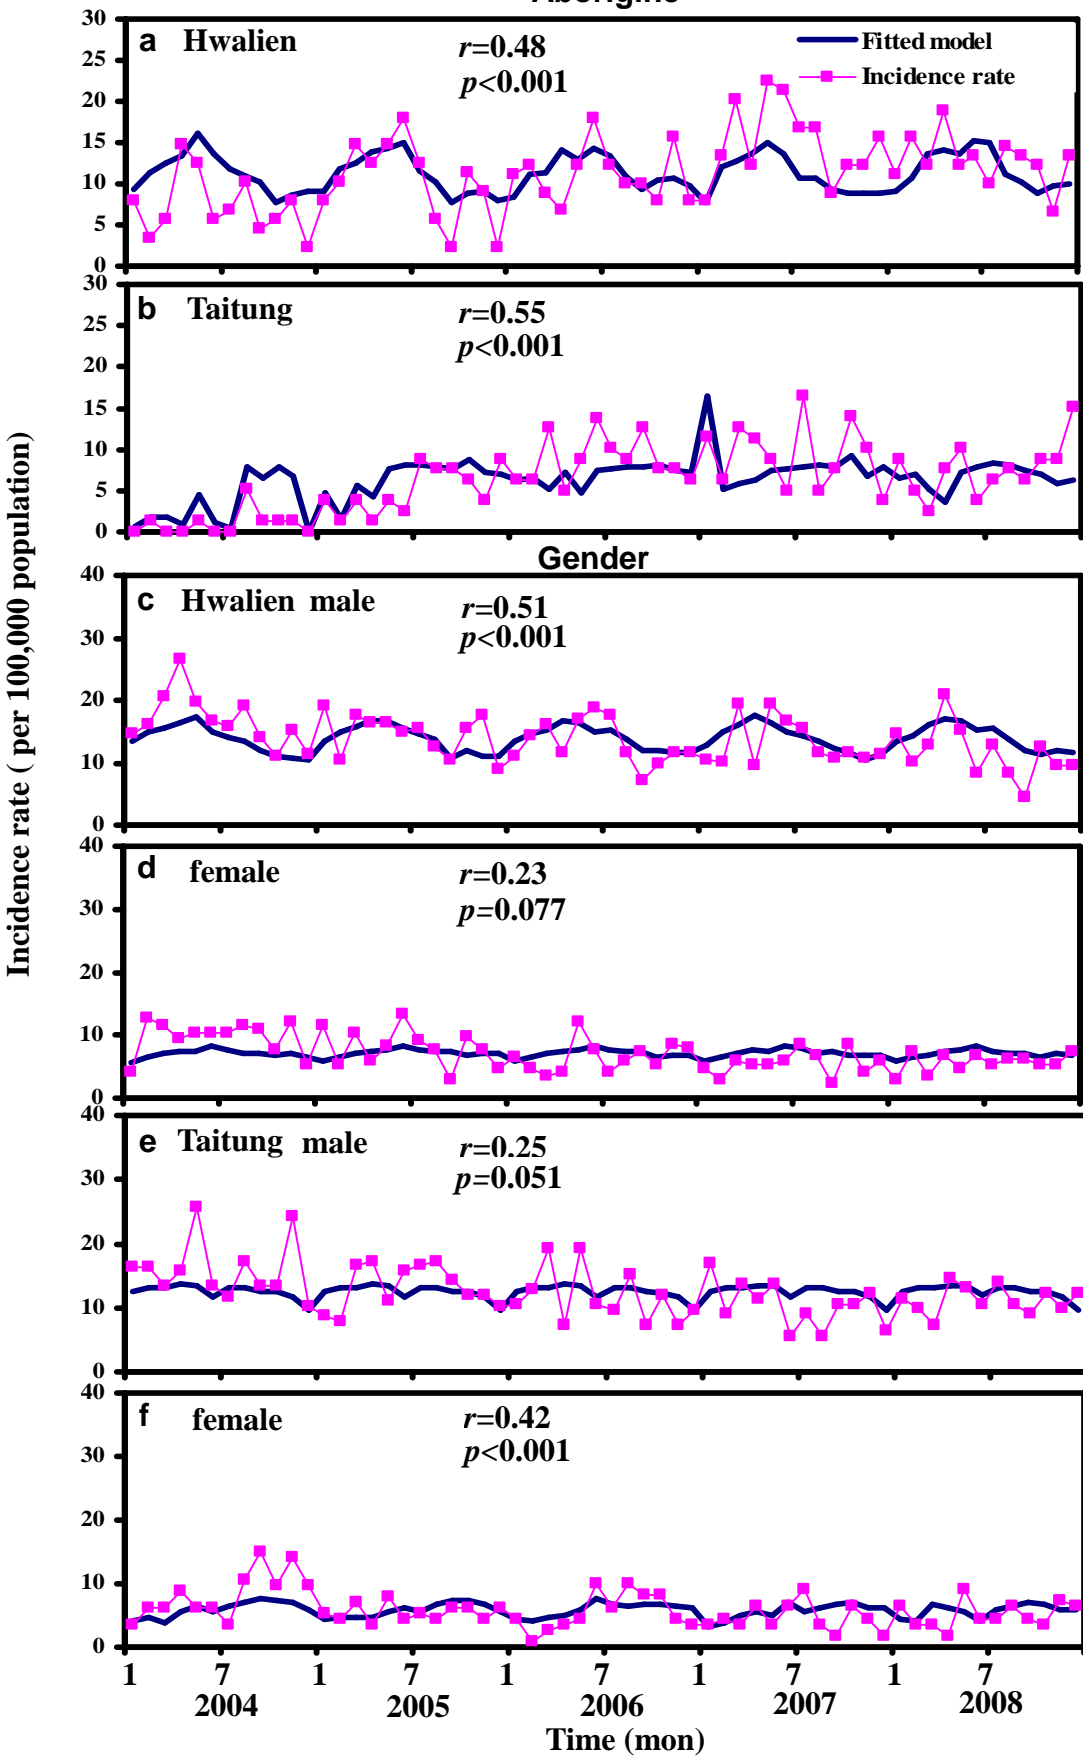 Aborigine
30
a Hwalien
r=0.48
p<0.001
Fitted model
Incidence rate
25
20
15
10
5
0
30
b Taitung
r=0.55
p<0.001
25
20
15
10
5
0
Gender
40
c Hwalien male
r=0.51
p<0.001
30
20
10
0
40
d female
r=0.23
p=0.077
30
20
10
0
40
e Taitung male
r=0.25
p=0.051
30
20
10
0
40
f female
r=0.42
p<0.001
30
20
10
0
Incidence rate ( per 100,000 population)
1 7 1 7 1 7 1 7 1 7
2004 2005 2006 2007 2008
Time (mon)